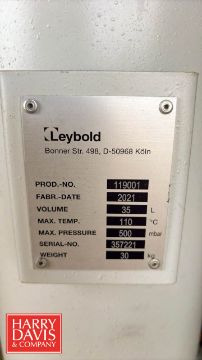 Leybold
Bonner Str. 498, D-50968 Köln
PROD.-NO. 119001
FABR.-DATE 2021
VOLUME 35 L
MAX. TEMP. 110 °C
MAX. PRESSURE 500 mbar
SERIAL-NO. 357221
WEIGHT 30 kg
HARRY
DAVIS
& COMPANY